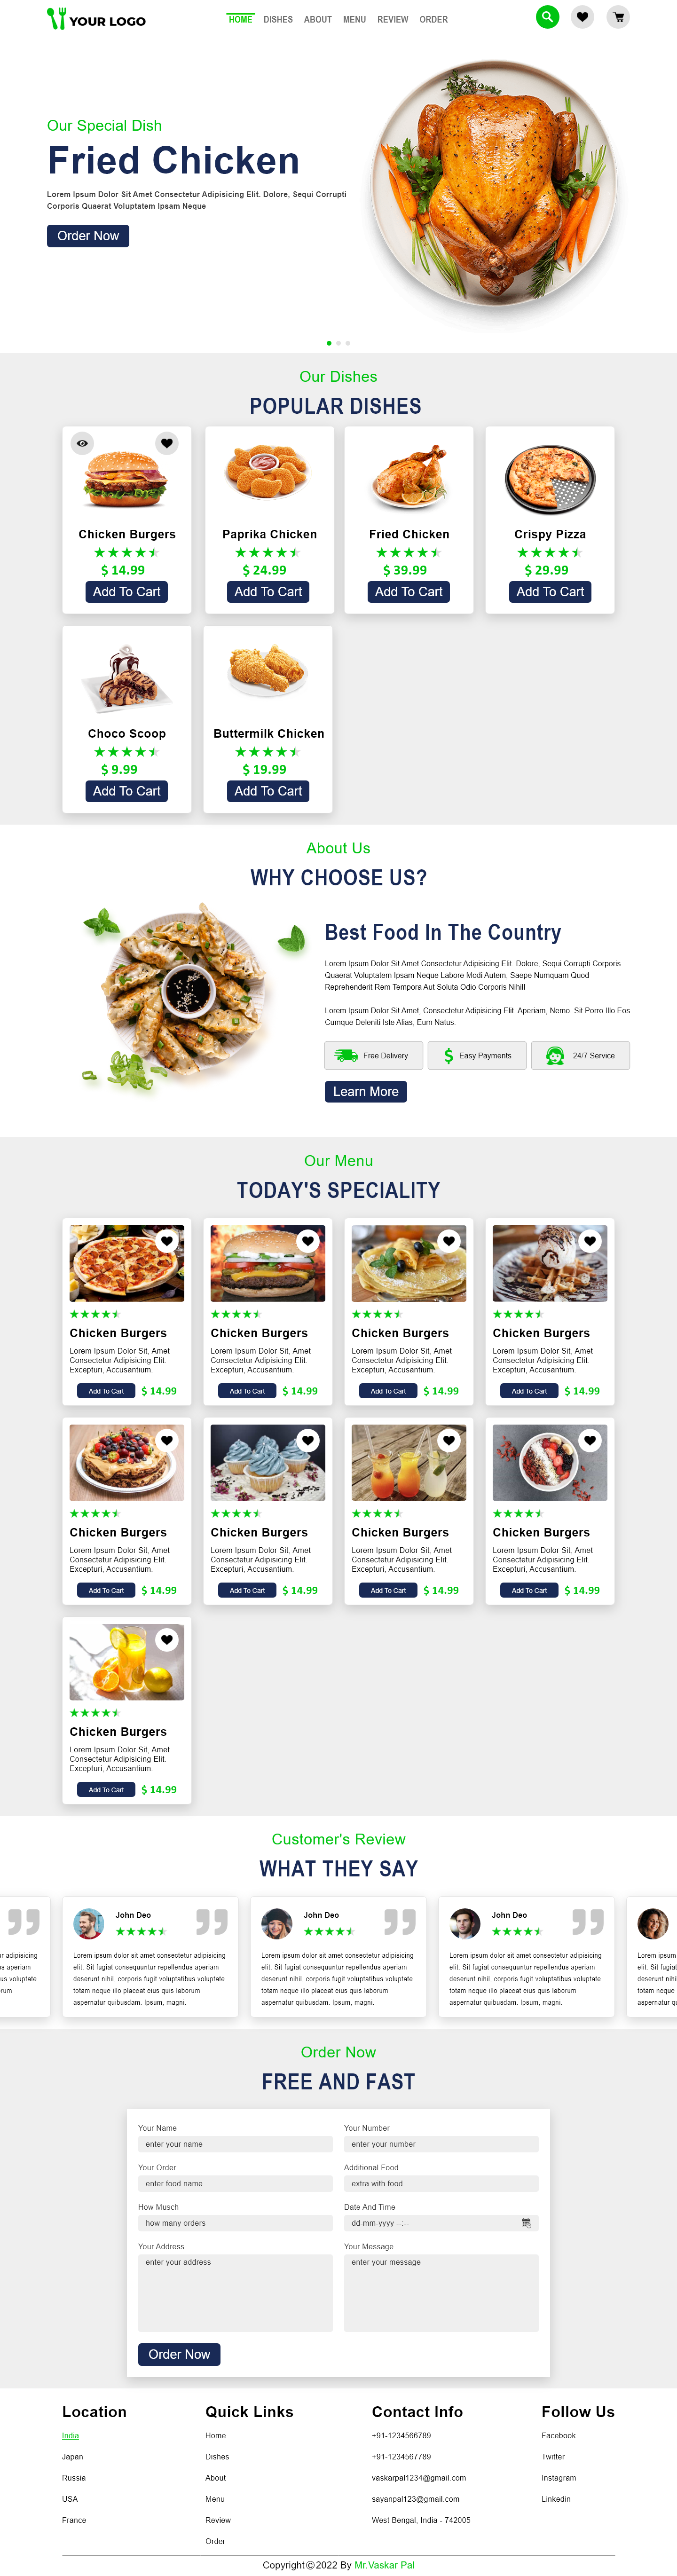 YOUR LOGO
HOME DISHES ABOUT MENU REVIEW ORDER
Our Special Dish
Fried Chicken
Lorem Ipsum Dolor Sit Amet Consectetur Adipisicing Elit. Dolore, Sequi Corrupti
Corporis Quaerat Voluptatem Ipsam Neque
Order Now
Our Dishes
POPULAR DISHES
Chicken Burgers
$ 14.99
Add To Cart
Paprika Chicken
$ 24.99
Add To Cart
Fried Chicken
$ 39.99
Add To Cart
Crispy Pizza
$ 29.99
Add To Cart
Choco Scoop
$ 9.99
Add To Cart
Buttermilk Chicken
$ 19.99
Add To Cart
About Us
WHY CHOOSE US?
Best Food In The Country
Lorem Ipsum Dolor Sit Amet Consectetur Adipisicing Elit. Dolore, Sequi Corrupti Corporis
Quaerat Voluptatem Ipsam Neque Labore Modi Autem, Saepe Numquam Quod
Reprehenderit Rem Tempora Aut Soluta Odio Corporis Nihil!
Lorem Ipsum Dolor Sit Amet, Consectetur Adipisicing Elit. Aperiam, Nemo. Sit Porro Illo Eos
Cumque Deleniti Iste Alias, Eum Natus.
Free Delivery
$ Easy Payments
24/7 Service
Learn More
Our Menu
TODAY'S SPECIALITY
Chicken Burgers
Lorem Ipsum Dolor Sit, Amet
Consectetur Adipisicing Elit.
Excepturi, Accusantium.
Add To Cart $ 14.99
Chicken Burgers
Lorem Ipsum Dolor Sit, Amet
Consectetur Adipisicing Elit.
Excepturi, Accusantium.
Add To Cart $ 14.99
Chicken Burgers
Lorem Ipsum Dolor Sit, Amet
Consectetur Adipisicing Elit.
Excepturi, Accusantium.
Add To Cart $ 14.99
Chicken Burgers
Lorem Ipsum Dolor Sit, Amet
Consectetur Adipisicing Elit.
Excepturi, Accusantium.
Add To Cart $ 14.99
Chicken Burgers
Lorem Ipsum Dolor Sit, Amet
Consectetur Adipisicing Elit.
Excepturi, Accusantium.
Add To Cart $ 14.99
Chicken Burgers
Lorem Ipsum Dolor Sit, Amet
Consectetur Adipisicing Elit.
Excepturi, Accusantium.
Add To Cart $ 14.99
Chicken Burgers
Lorem Ipsum Dolor Sit, Amet
Consectetur Adipisicing Elit.
Excepturi, Accusantium.
Add To Cart $ 14.99
Chicken Burgers
Lorem Ipsum Dolor Sit, Amet
Consectetur Adipisicing Elit.
Excepturi, Accusantium.
Add To Cart $ 14.99
Chicken Burgers
Lorem Ipsum Dolor Sit, Amet
Consectetur Adipisicing Elit.
Excepturi, Accusantium.
Add To Cart $ 14.99
Customer's Review
WHAT THEY SAY
r adipisicing
s aperiam
us voluptate
rum
John Deo
Lorem ipsum dolor sit amet consectetur adipisicing
elit. Sit fugiat consequuntur repellendus aperiam
deserunt nihil, corporis fugit voluptatibus voluptate
totam neque illo placeat eius quis laborum
aspernatur quibusdam. Ipsum, magni.
John Deo
Lorem ipsum dolor sit amet consectetur adipisicing
elit. Sit fugiat consequuntur repellendus aperiam
deserunt nihil, corporis fugit voluptatibus voluptate
totam neque illo placeat eius quis laborum
aspernatur quibusdam. Ipsum, magni.
John Deo
Lorem ipsum dolor sit amet consectetur adipisicing
elit. Sit fugiat consequuntur repellendus aperiam
deserunt nihil, corporis fugit voluptatibus voluptate
totam neque illo placeat eius quis laborum
aspernatur quibusdam. Ipsum, magni.
Lorem ipsum
elit. Sit fugiat
deserunt nihil,
totam neque
aspernatur qu
Order Now
FREE AND FAST
Your Name
enter your name
Your Number
enter your number
Your Order
enter food name
Additional Food
extra with food
How Musch
how many orders
Date And Time
dd-mm-yyyy --:--
Your Address
enter your address
Your Message
enter your message
Order Now
Location
India
Japan
Russia
USA
France
Quick Links
Home
Dishes
About
Menu
Review
Order
Contact Info
+91-1234566789
+91-1234567789
vaskarpal1234@gmail.com
sayanpal123@gmail.com
West Bengal, India - 742005
Follow Us
Facebook
Twitter
Instagram
Linkedin
Copyright©2022 By Mr.Vaskar Pal